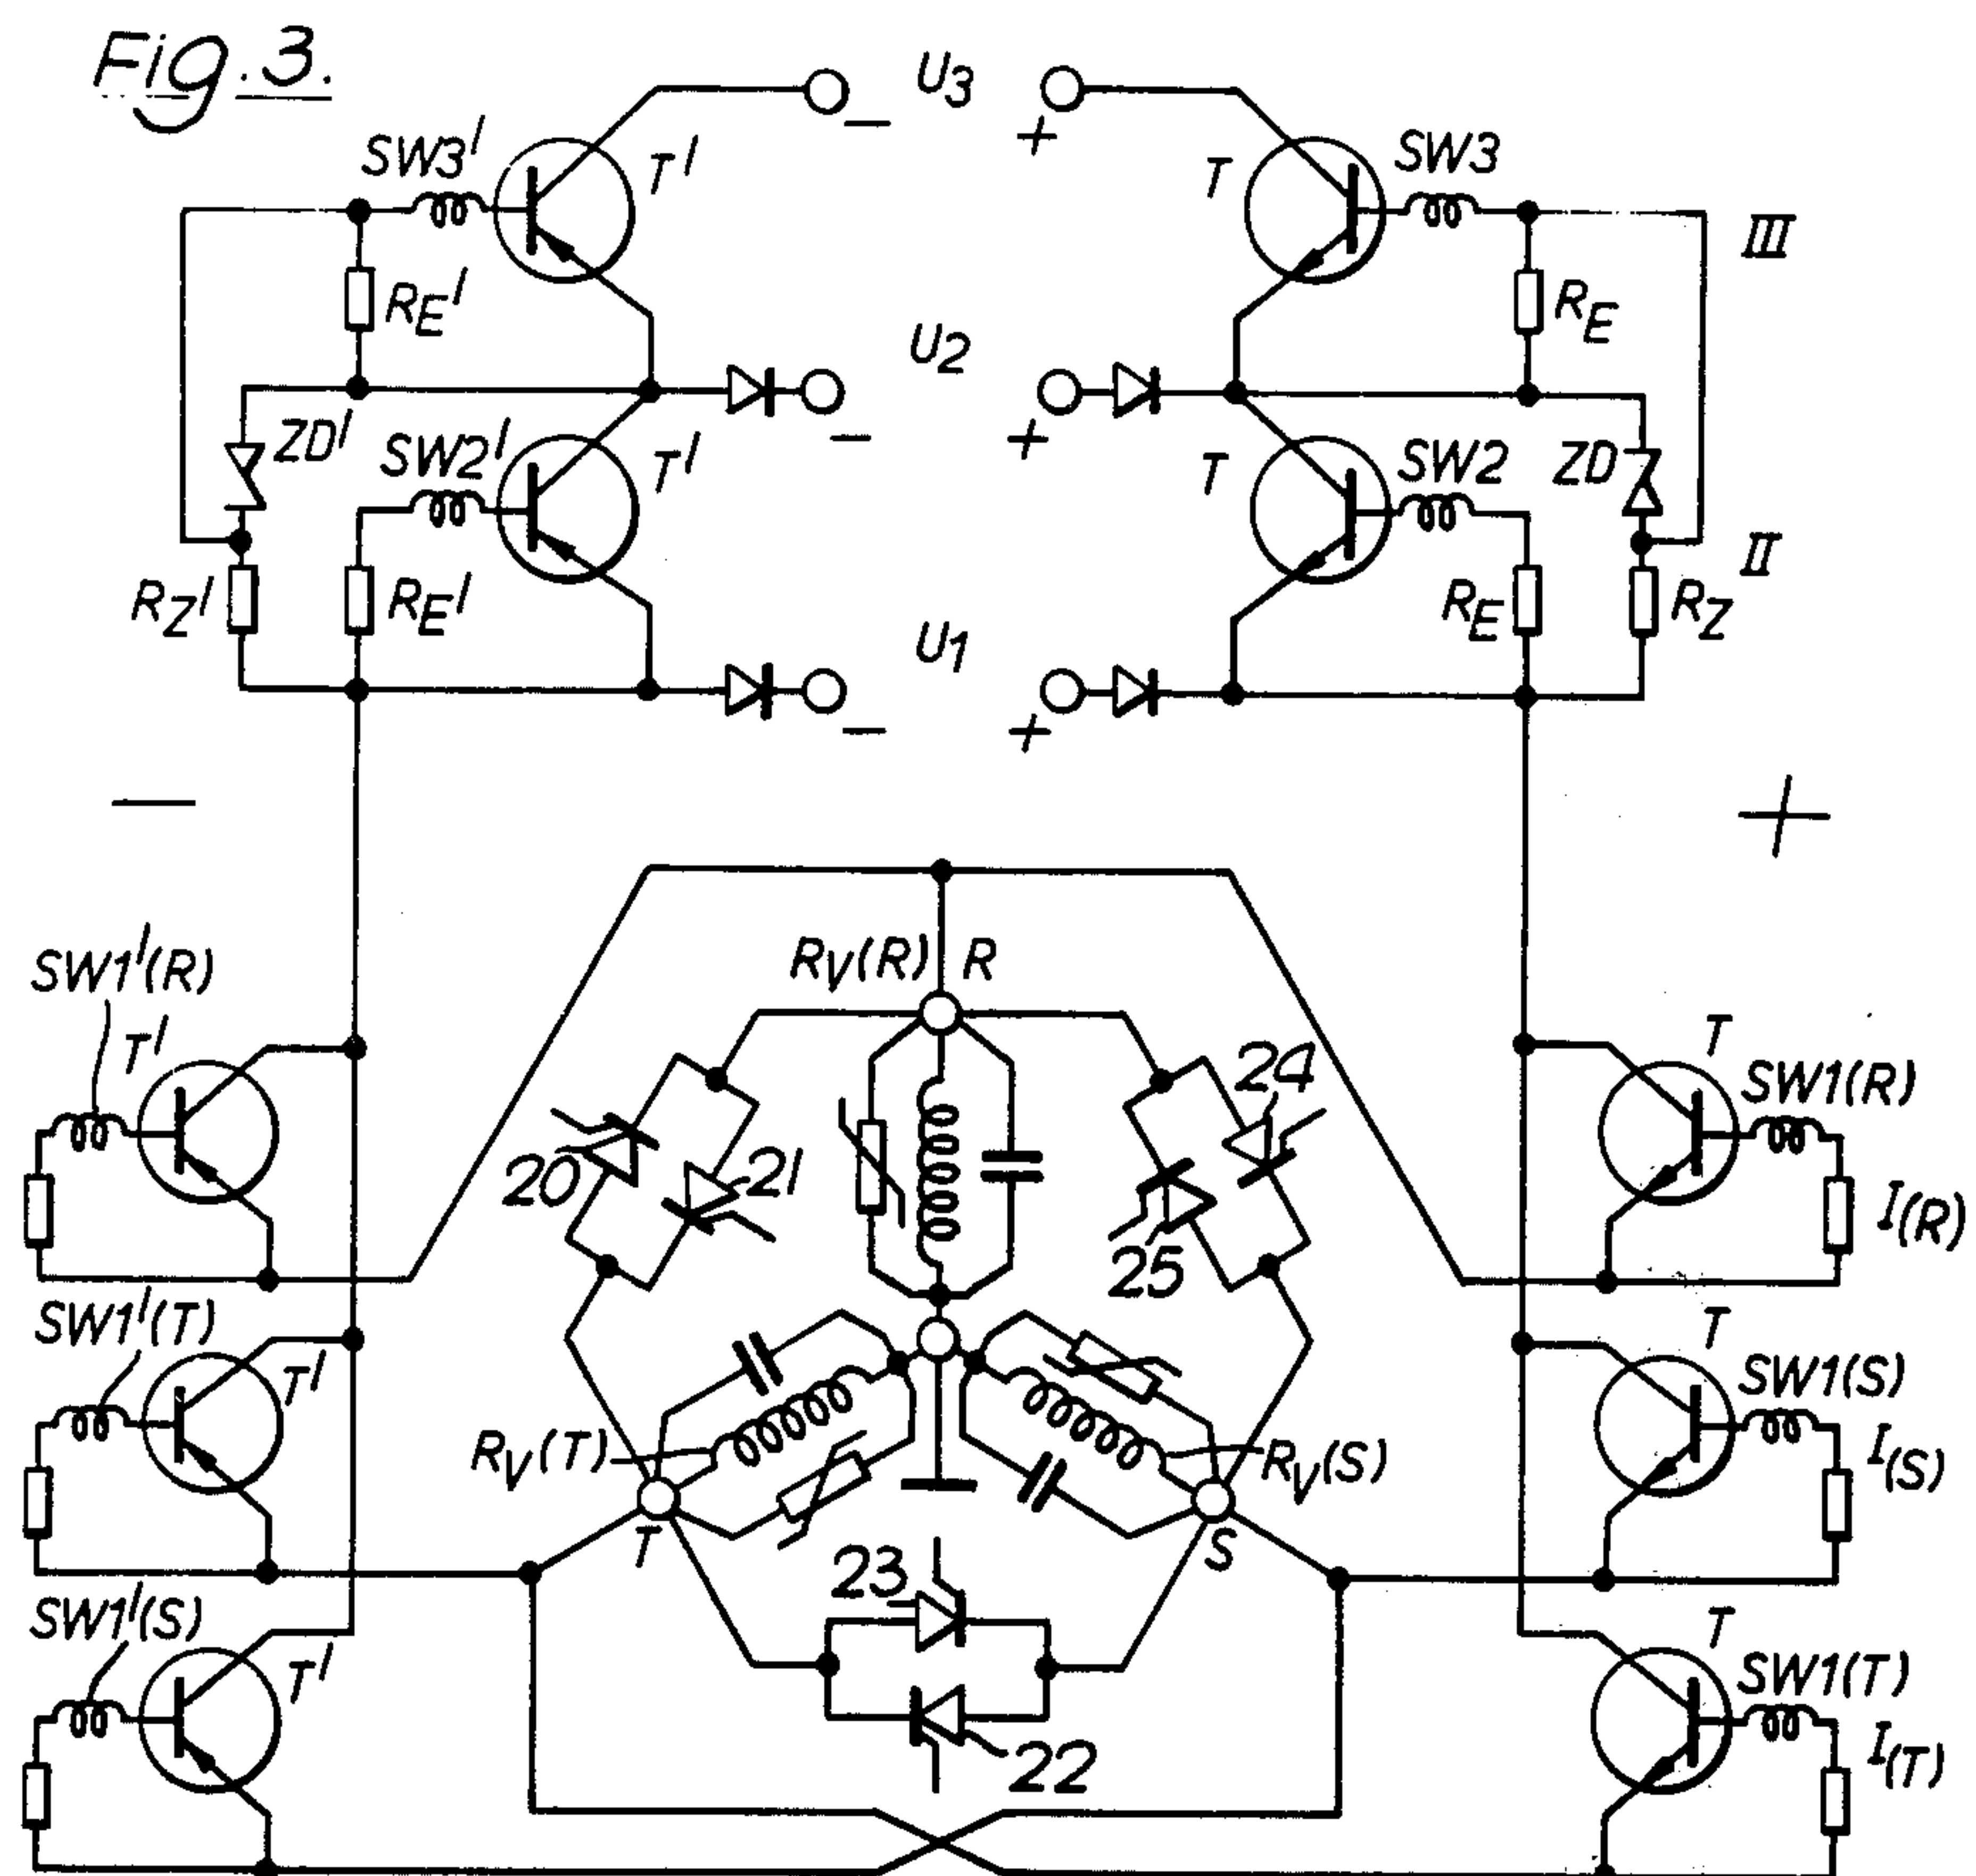 Fig. 3.
U3
SW3' T' − + T SW3
III
RE' RE
U2
ZD' SW2' T' − + T SW2 ZD
II
RZ' RE' RE RZ
U1
− +
− +
RV(R) R
SW1'(R) T' T SW1(R)
20 21 24 25 I(R)
SW1'(T) T' T SW1(S)
RV(T) RV(S) I(S)
T S
SW1'(S) T' 23 T SW1(T)
22 I(T)